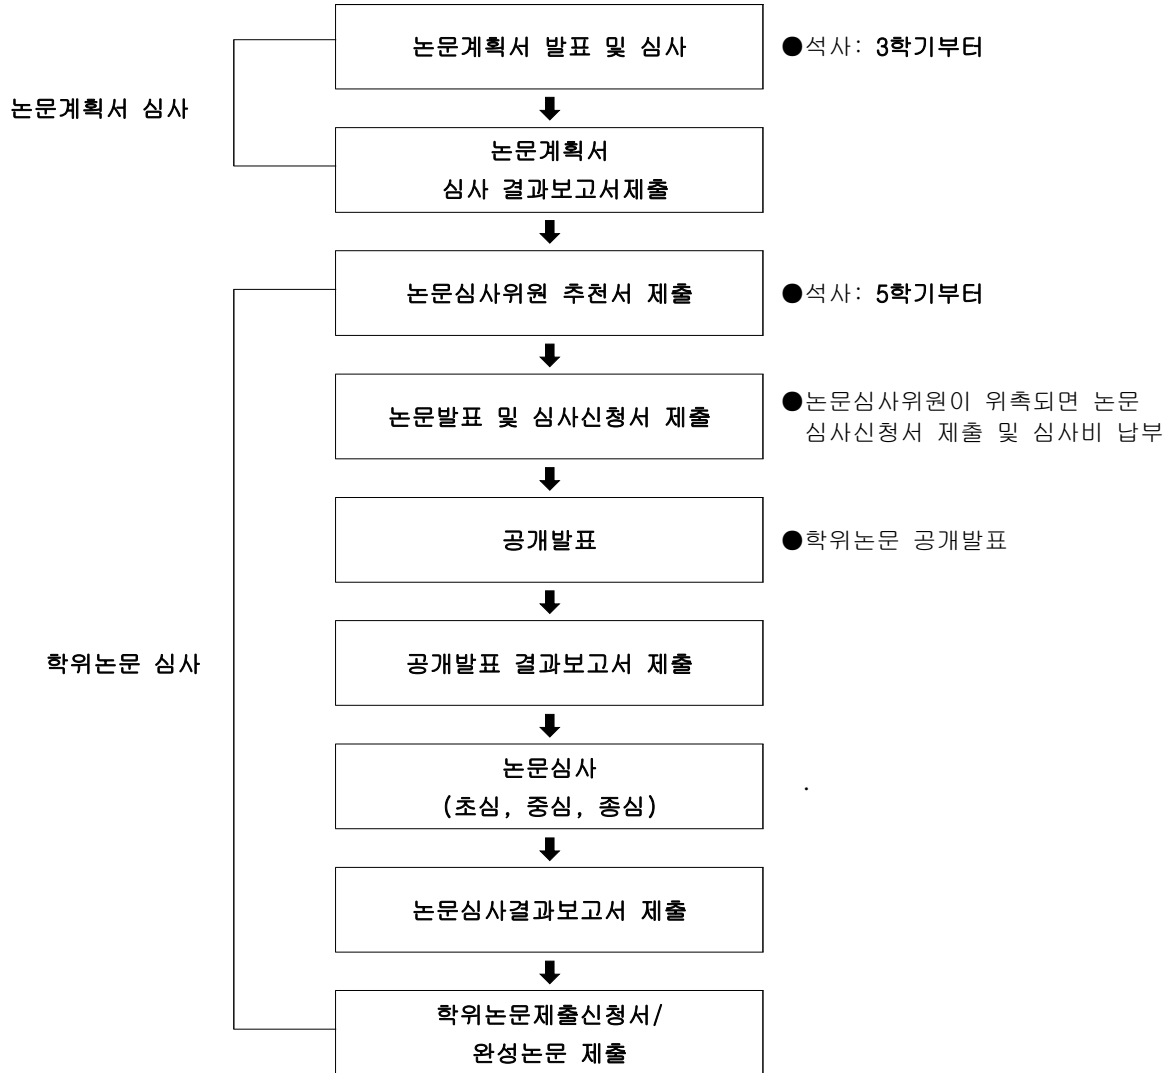 논문계획서 발표 및 심사
●석사: 3학기부터
논문계획서 심사
논문계획서
심사 결과보고서제출
논문심사위원 추천서 제출
●석사: 5학기부터
논문발표 및 심사신청서 제출
●논문심사위원이 위촉되면 논문
심사신청서 제출 및 심사비 납부
공개발표
●학위논문 공개발표
학위논문 심사
공개발표 결과보고서 제출
논문심사
(초심, 중심, 종심)
.
논문심사결과보고서 제출
학위논문제출신청서/
완성논문 제출